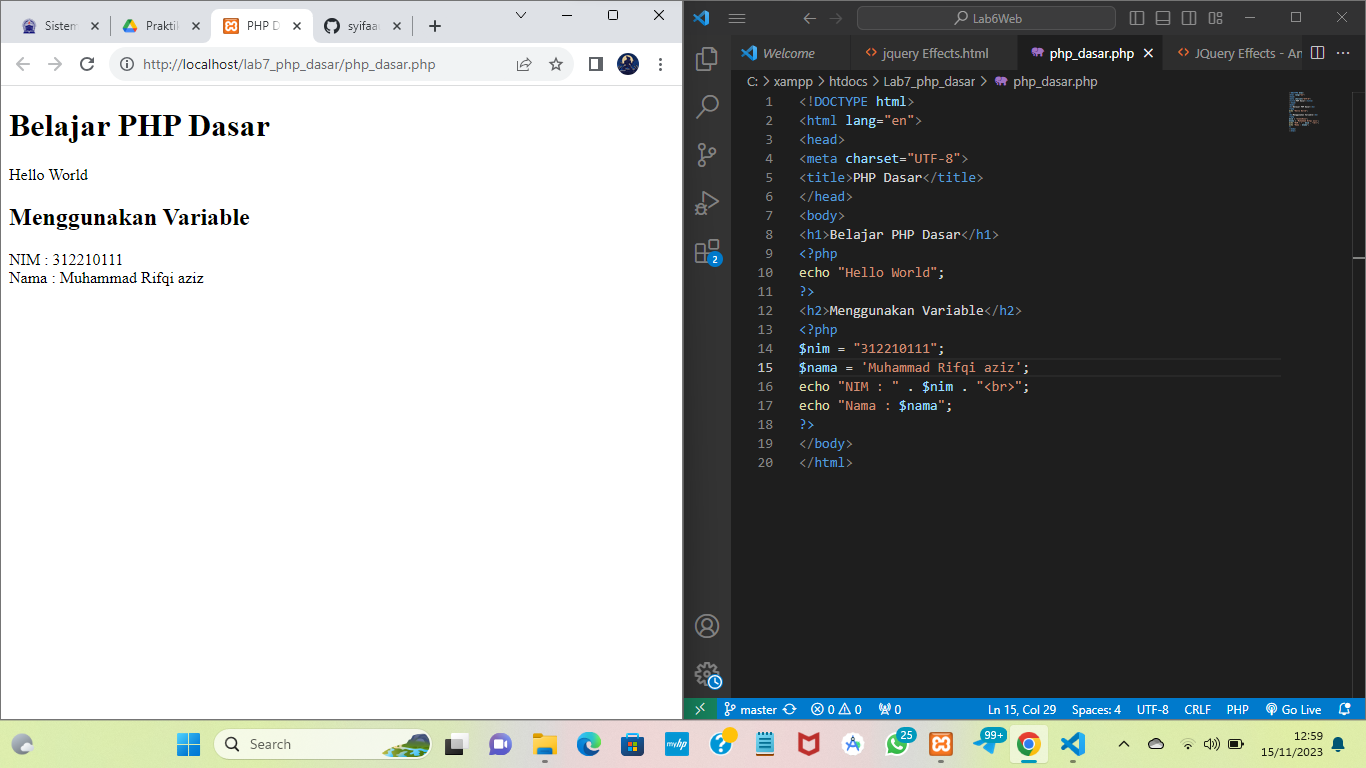 Sistem
Praktik
PHP D
syifaa
http://localhost/lab7_php_dasar/php_dasar.php
Belajar PHP Dasar
Hello World
Menggunakan Variable
NIM : 312210111
Nama : Muhammad Rifqi aziz
Lab6Web
Welcome
jquery Effects.html
php_dasar.php
JQuery Effects - An
C: > xampp > htdocs > Lab7_php_dasar > php_dasar.php
1 <!DOCTYPE html>
2 <html lang="en">
3 <head>
4 <meta charset="UTF-8">
5 <title>PHP Dasar</title>
6 </head>
7 <body>
8 <h1>Belajar PHP Dasar</h1>
9 <?php
10 echo "Hello World";
11 ?>
12 <h2>Menggunakan Variable</h2>
13 <?php
14 $nim = "312210111";
15 $nama = 'Muhammad Rifqi aziz';
16 echo "NIM : " . $nim . "<br>";
17 echo "Nama : $nama";
18 ?>
19 </body>
20 </html>
2
master
0
0
0
Ln 15, Col 29
Spaces: 4
UTF-8
CRLF
PHP
Go Live
Search
myhp
25
99+
12:59
15/11/2023